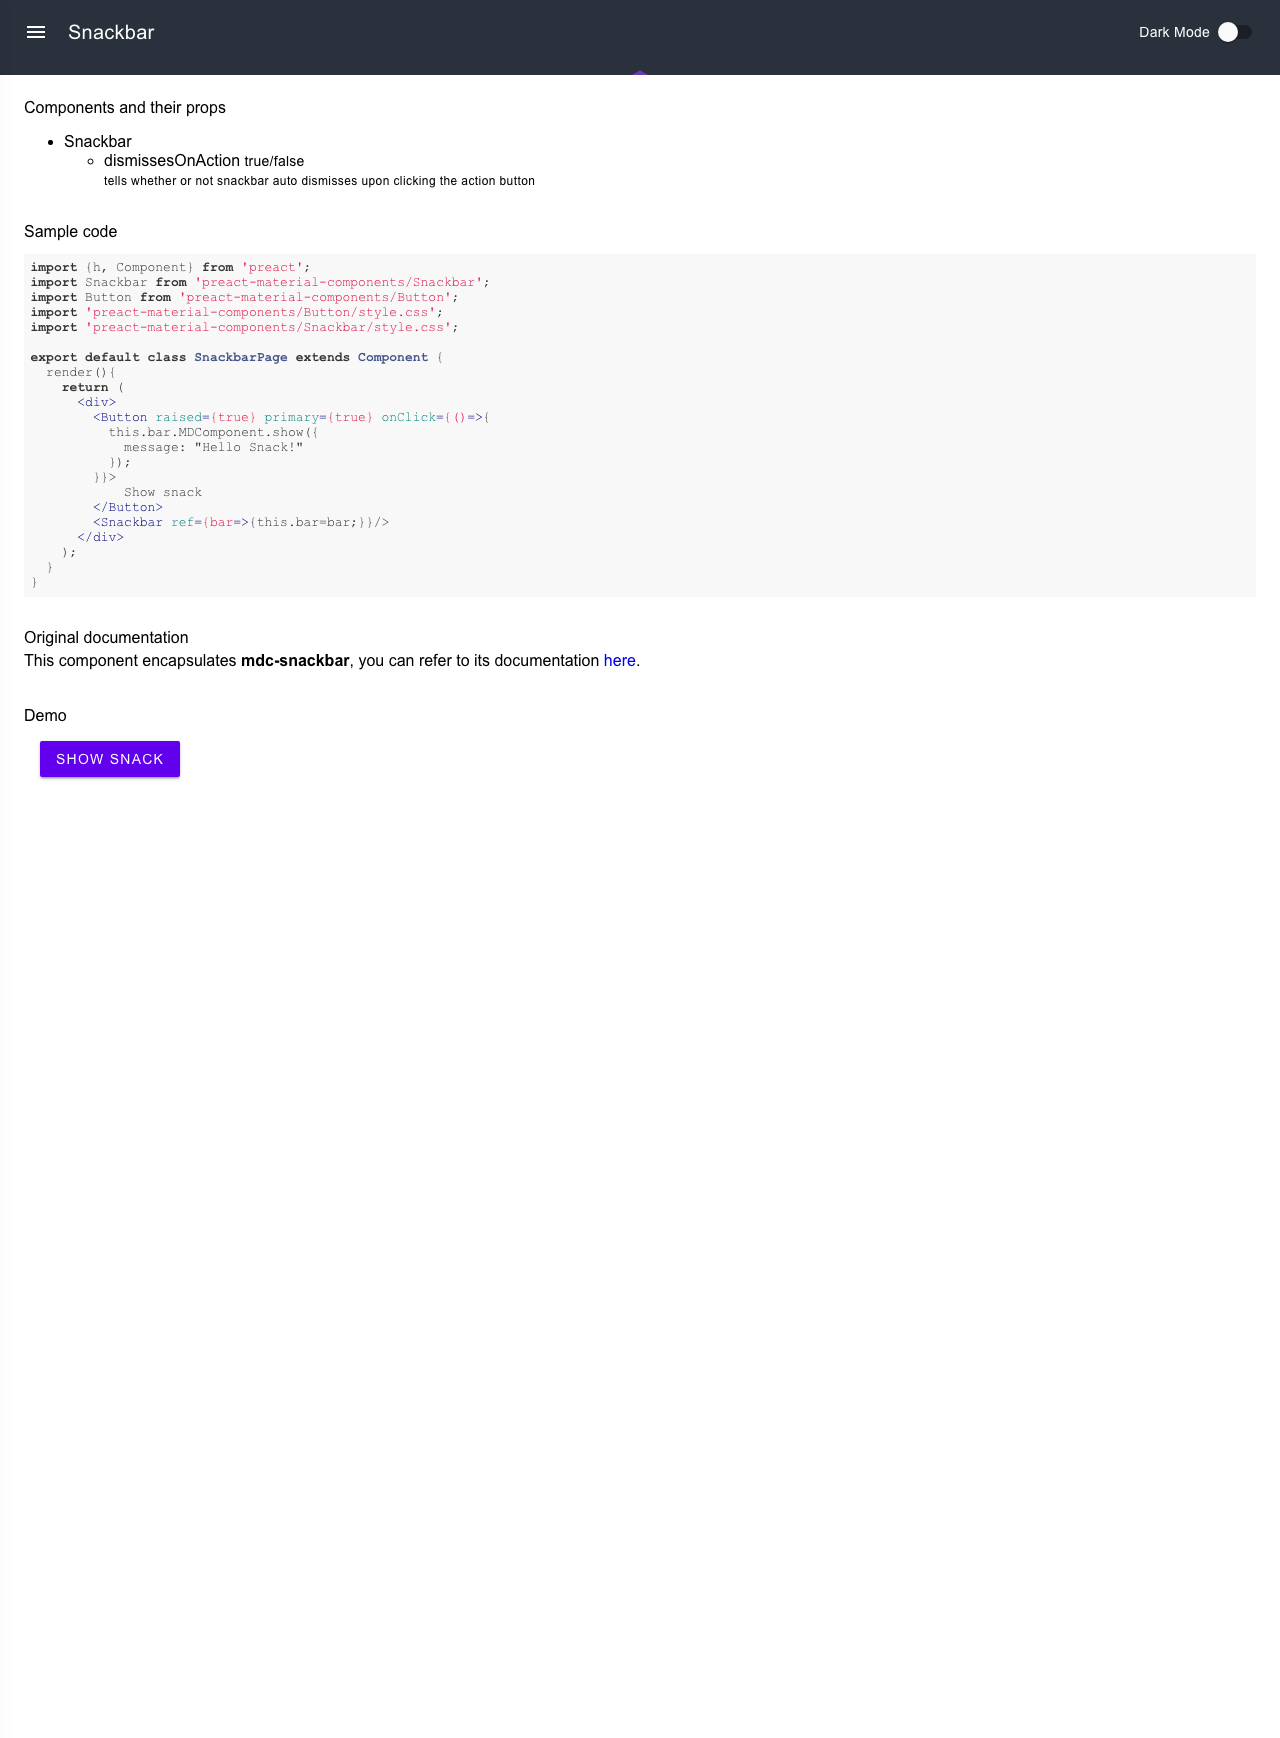 Snackbar
Dark Mode
Components and their props
Snackbar
dismissesOnAction true/false
tells whether or not snackbar auto dismisses upon clicking the action button
Sample code
import {h, Component} from 'preact';
import Snackbar from 'preact-material-components/Snackbar';
import Button from 'preact-material-components/Button';
import 'preact-material-components/Button/style.css';
import 'preact-material-components/Snackbar/style.css';
export default class SnackbarPage extends Component {
  render(){
    return (
      <div>
        <Button raised={true} primary={true} onClick={()=>{
          this.bar.MDComponent.show({
            message: "Hello Snack!"
          });
        }}>
            Show snack
        </Button>
        <Snackbar ref={bar=>{this.bar=bar;}}/>
      </div>
    );
  }
}
Original documentation
This component encapsulates mdc-snackbar, you can refer to its documentation here.
Demo
SHOW SNACK